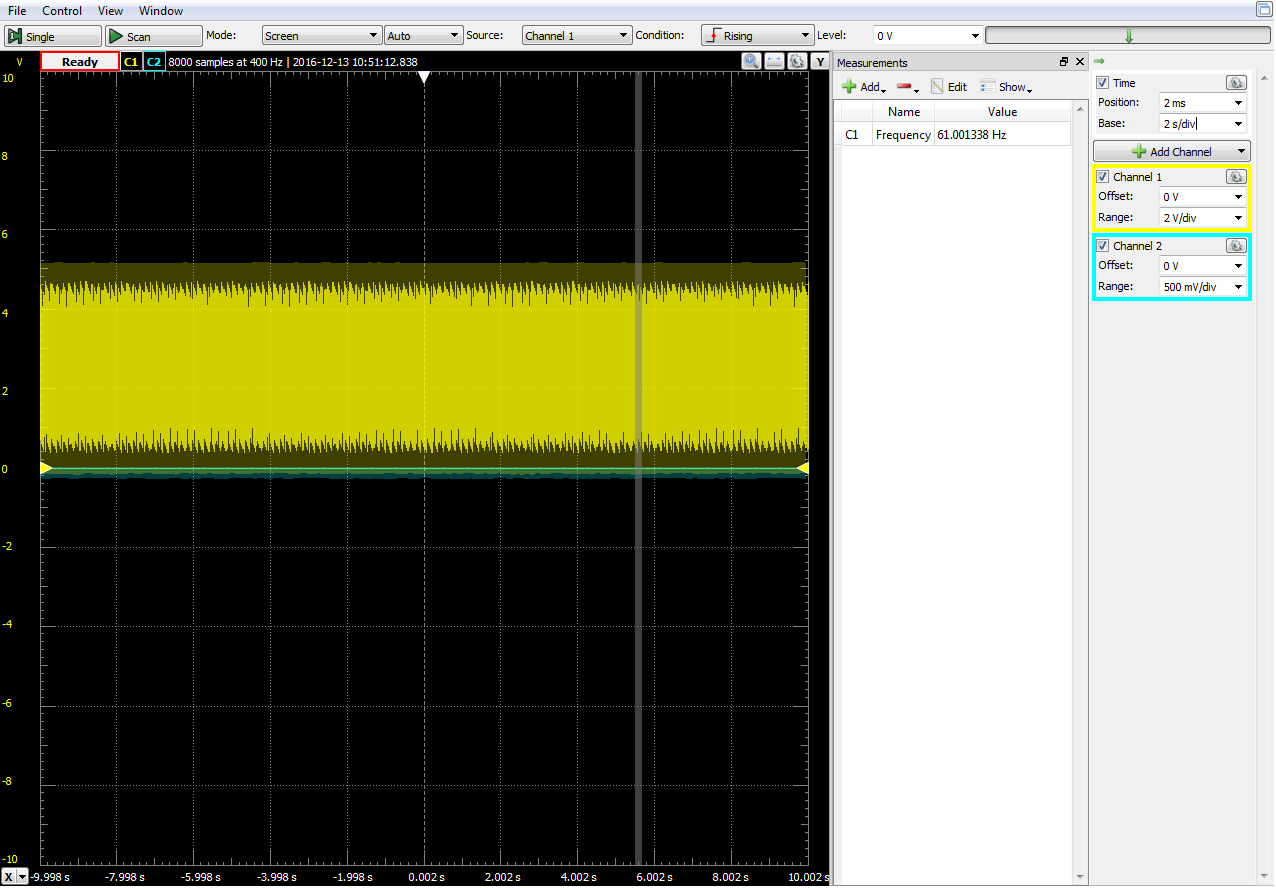 File Control View Window
Single Scan Mode: Screen Auto Source: Channel 1 Condition: Rising Level: 0 V
V Ready C1 C2 8000 samples at 400 Hz | 2016-12-13 10:51:12.838 Y
Measurements
Add Edit Show
Name Value
C1 Frequency 61.001338 Hz
Time
Position: 2 ms
Base: 2 s/div
Add Channel
Channel 1
Offset: 0 V
Range: 2 V/div
Channel 2
Offset: 0 V
Range: 500 mV/div
10
8
6
4
2
0
-2
-4
-6
-8
-10
X -9.998 s -7.998 s -5.998 s -3.998 s -1.998 s 0.002 s 2.002 s 4.002 s 6.002 s 8.002 s 10.002 s